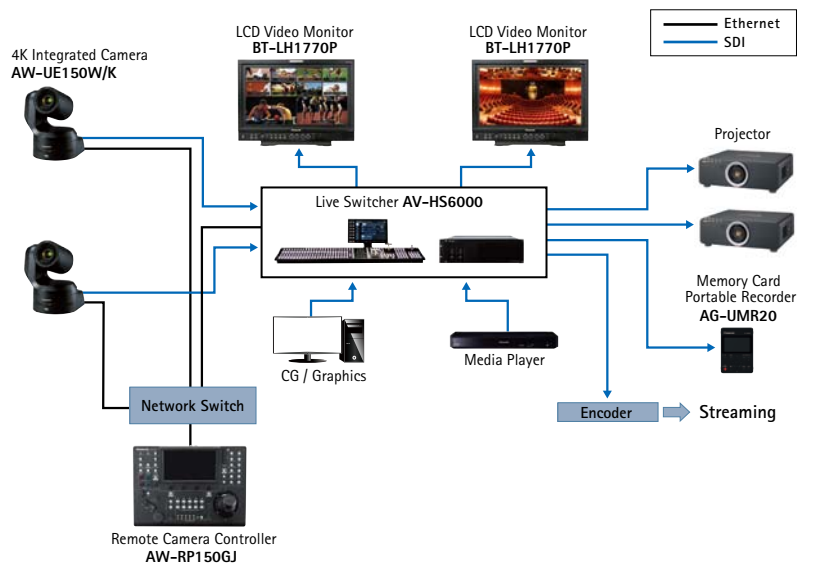 Ethernet
SDI
4K Integrated Camera
AW-UE150W/K
LCD Video Monitor
BT-LH1770P
LCD Video Monitor
BT-LH1770P
Projector
Live Switcher AV-HS6000
Memory Card
Portable Recorder
AG-UMR20
CG / Graphics
Media Player
Network Switch
Encoder
Streaming
Remote Camera Controller
AW-RP150GJ